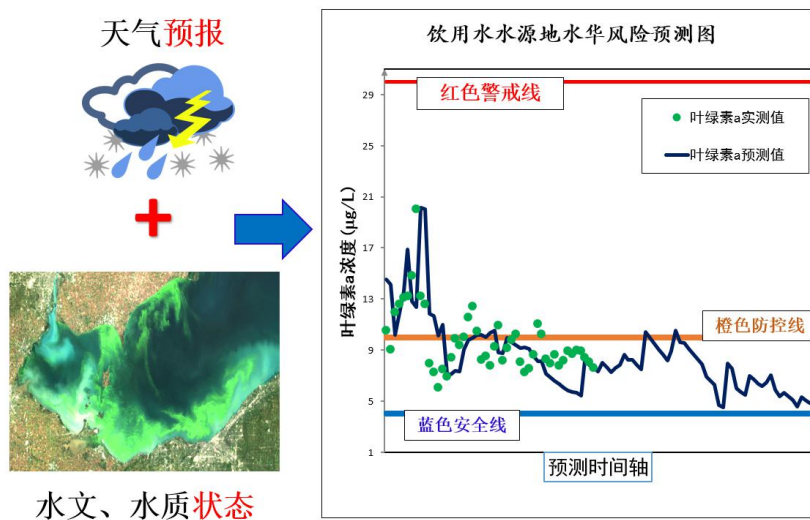 天气预报
水文、水质状态
饮用水水源地水华风险预测图
红色警戒线
叶绿素a实测值
叶绿素a预测值
橙色防控线
蓝色安全线
叶绿素a浓度(μg/L)
29
25
21
17
13
9
5
1
预测时间轴